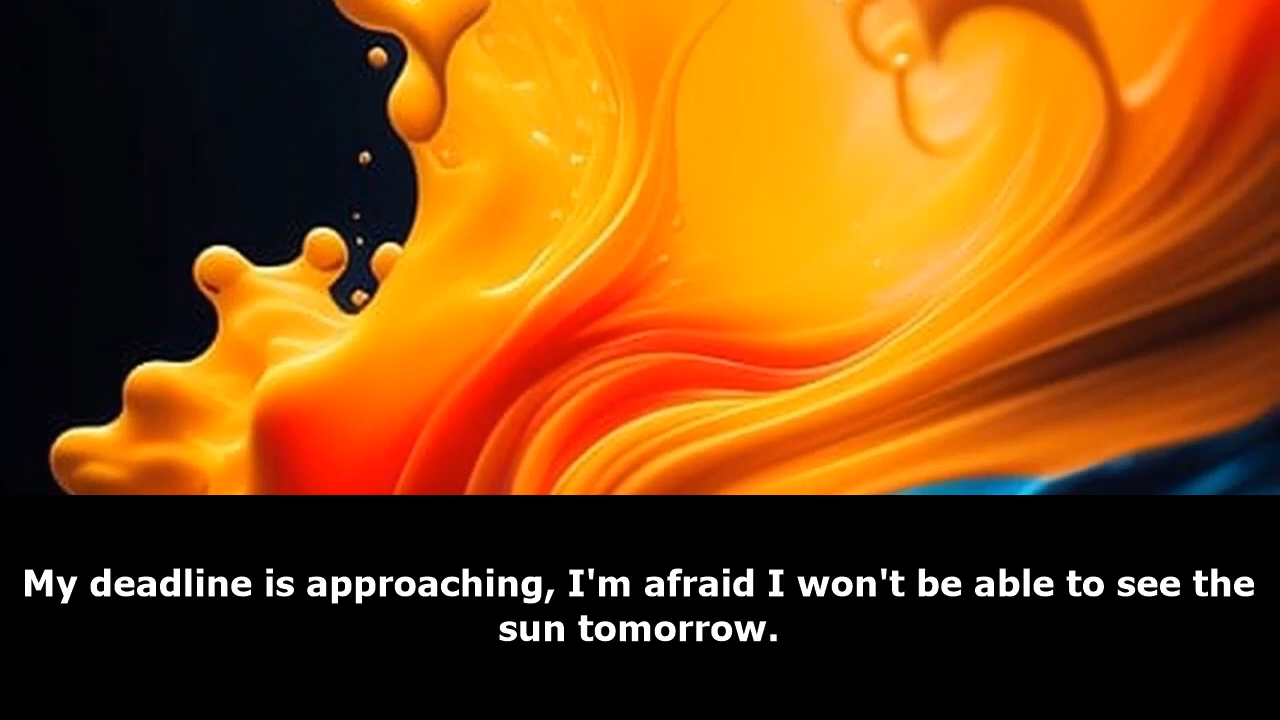 My deadline is approaching, I'm afraid I won't be able to see the
sun tomorrow.